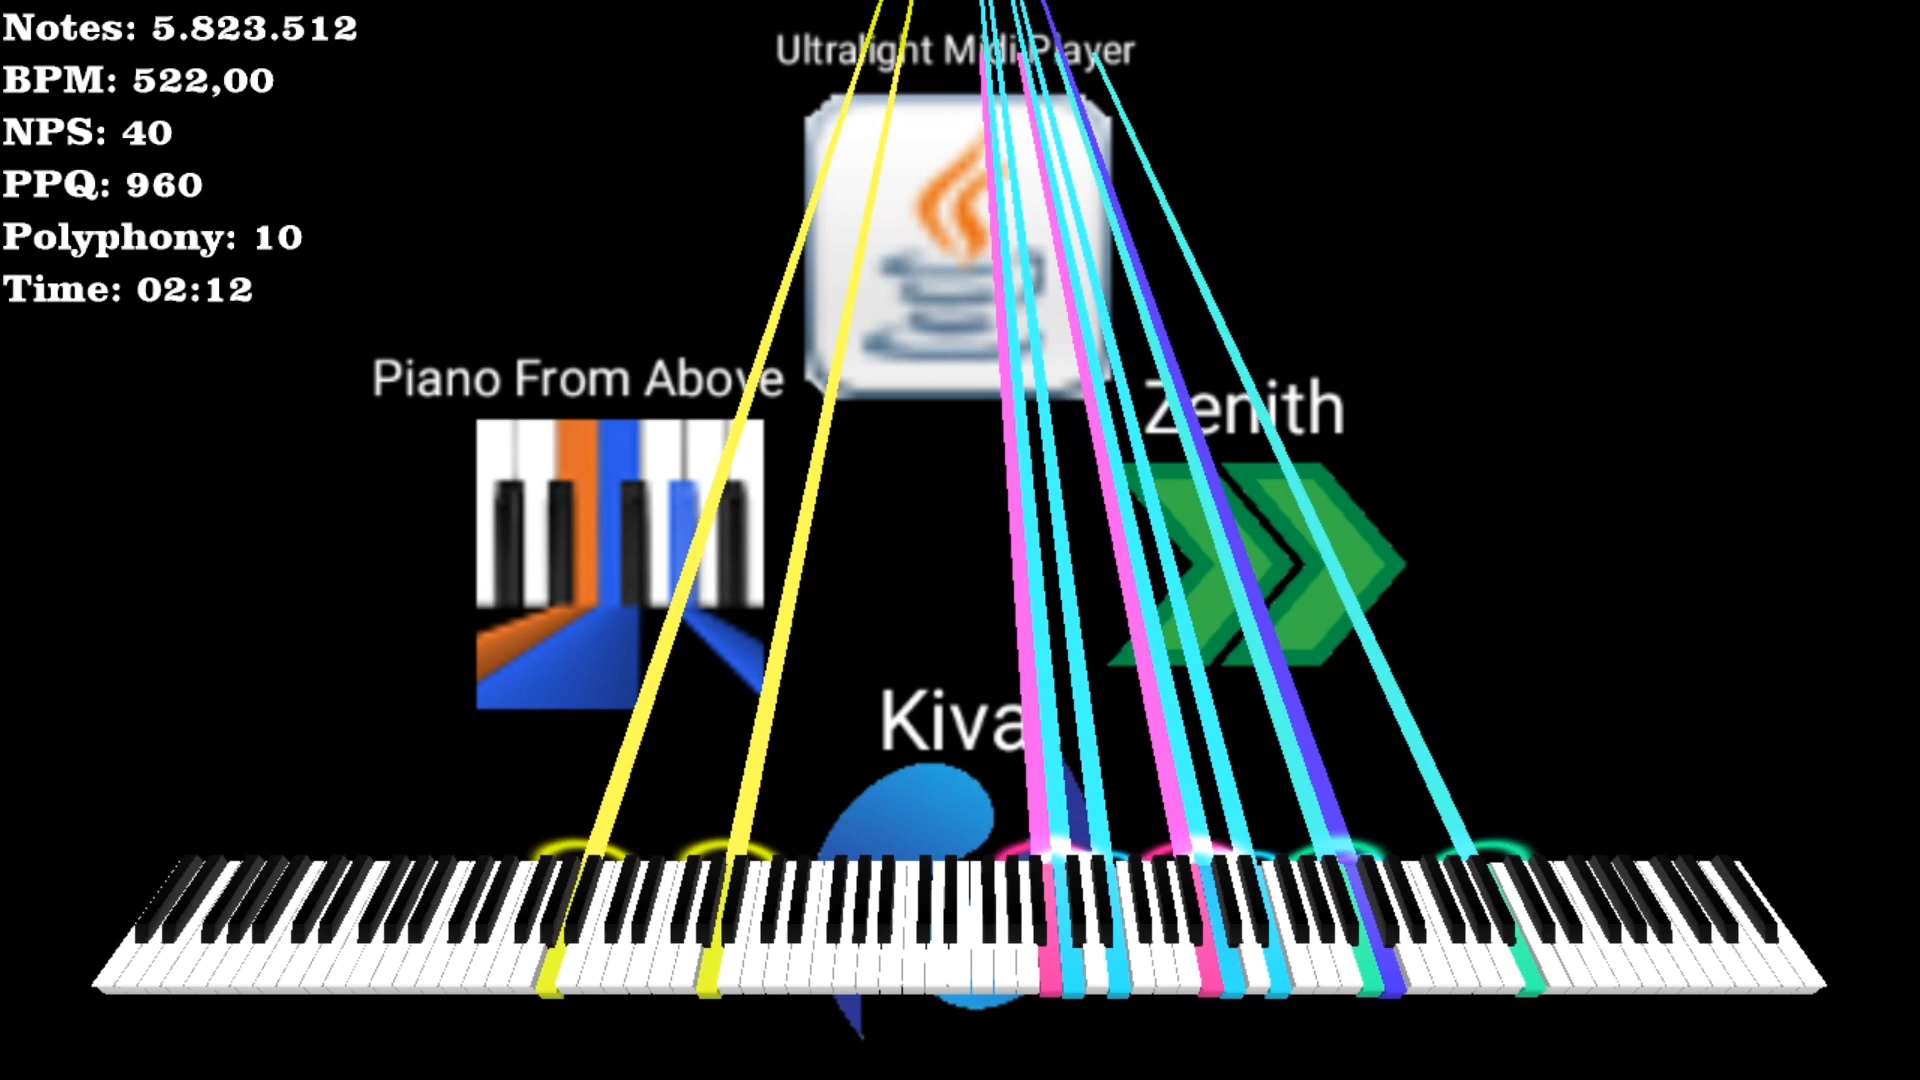 Notes: 5.823.512
BPM: 522,00
NPS: 40
PPQ: 960
Polyphony: 10
Time: 02:12
Ultralight Midi Player
Piano From Above
Zenith
Kiva